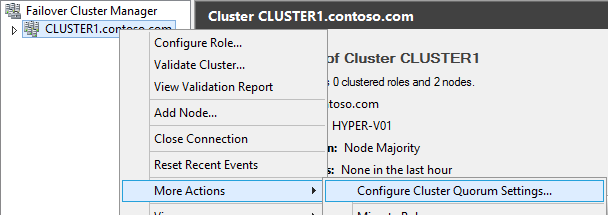 Failover Cluster Manager
CLUSTER1.contoso.com
Cluster CLUSTER1.contoso.com
Configure Role...
Validate Cluster...
View Validation Report
Add Node...
Close Connection
Reset Recent Events
More Actions
Configure Cluster Quorum Settings...
of Cluster CLUSTER1
0 clustered roles and 2 nodes.
toso.com
HYPER-V01
Node Majority
None in the last hour